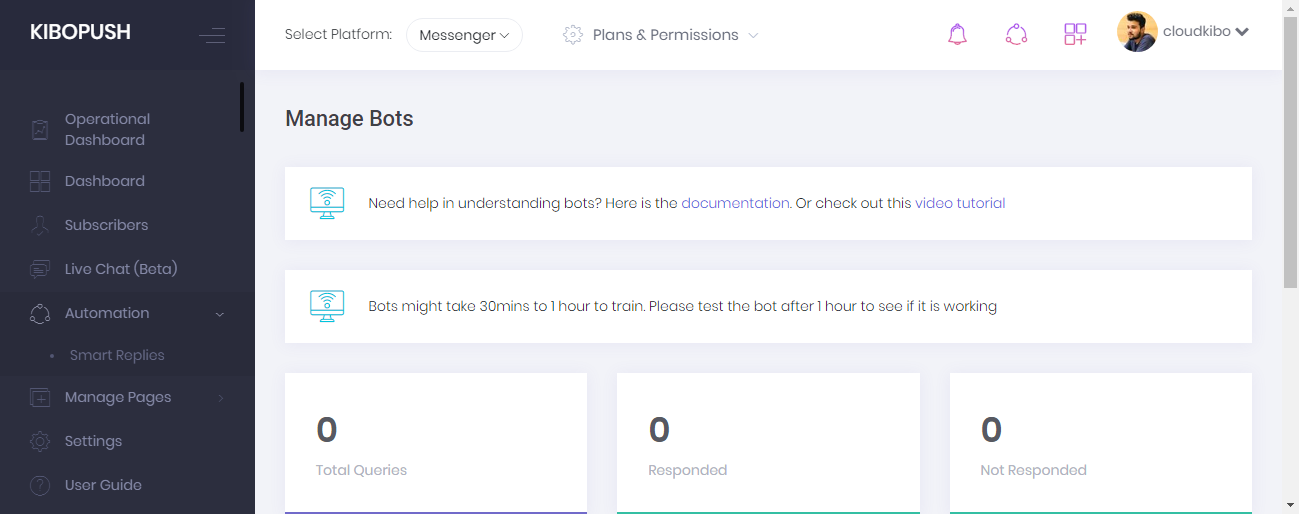 KIBOPUSH
Select Platform: Messenger Plans & Permissions cloudkibo
Operational
Dashboard
Dashboard
Subscribers
Live Chat (Beta)
Automation
Smart Replies
Manage Pages
Settings
User Guide
Manage Bots
Need help in understanding bots? Here is the documentation. Or check out this video tutorial
Bots might take 30mins to 1 hour to train. Please test the bot after 1 hour to see if it is working
0
Total Queries
0
Responded
0
Not Responded